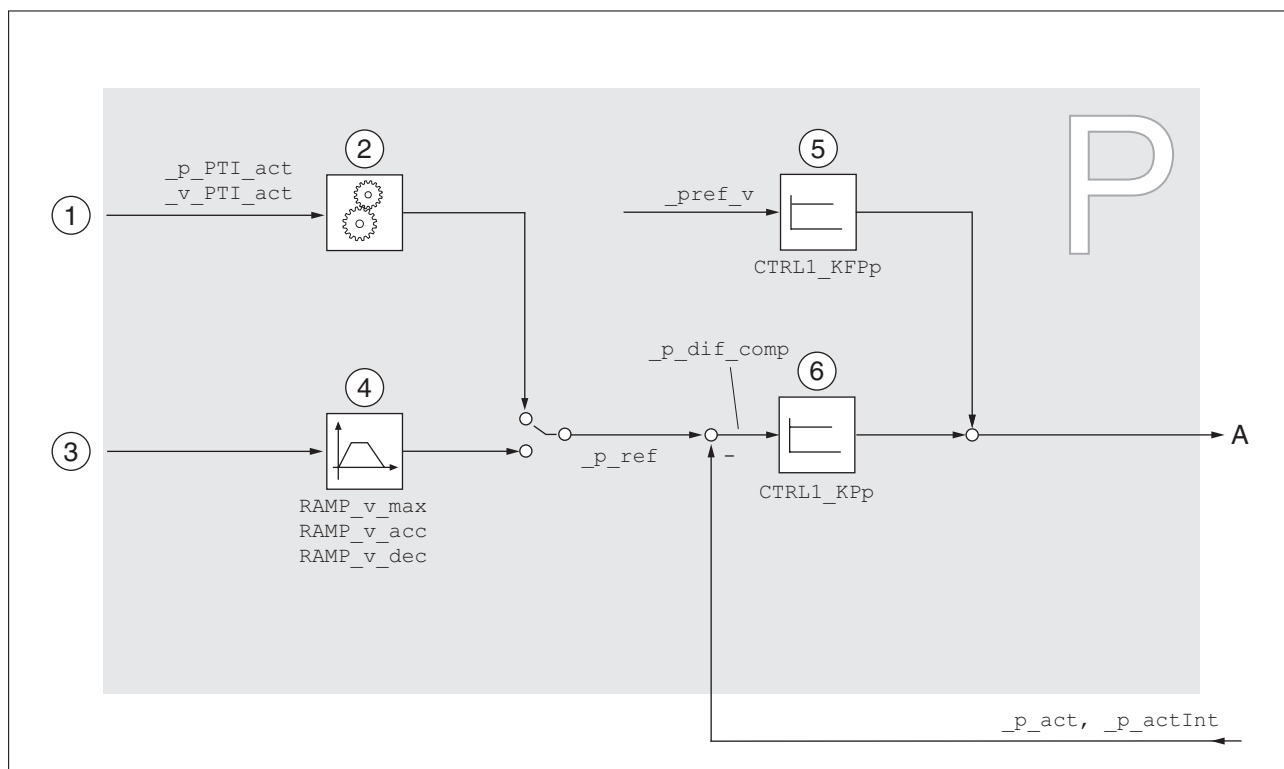 P
2
5
_p_PTI_act
_v_PTI_act
1
_pref_v
CTRL1_KFPp
_p_dif_comp
4
6
3
A
_p_ref
–
RAMP_v_max
RAMP_v_acc
RAMP_v_dec
CTRL1_KPp
_p_act, _p_actInt